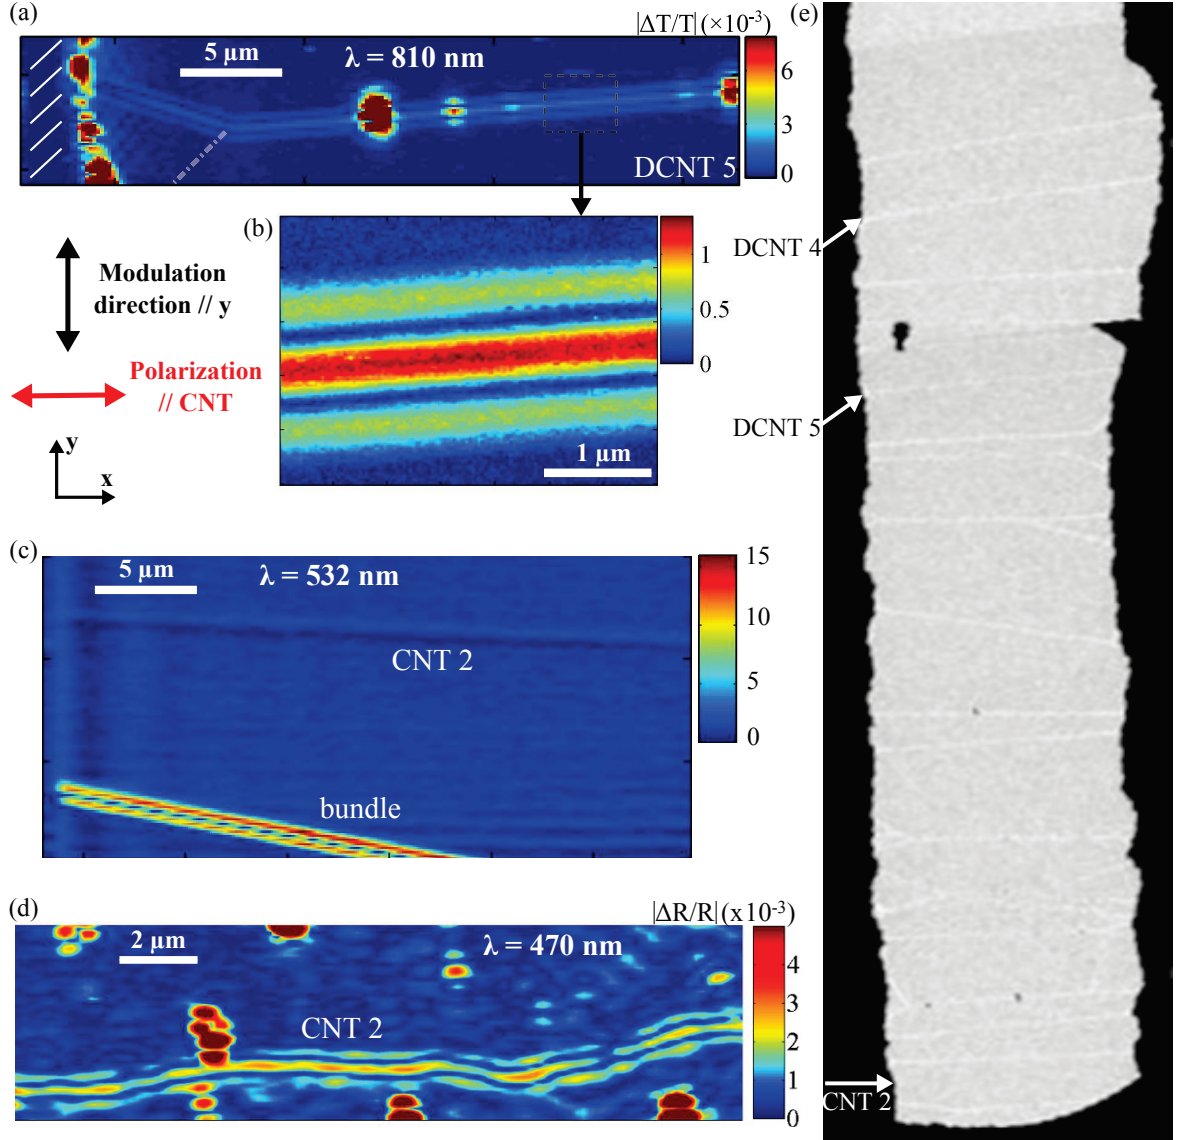 (a)
|ΔT/T| (×10⁻³)
5 µm
λ = 810 nm
6
3
0
DCNT 5
(b)
1
0.5
0
1 µm
Modulation
direction // y
Polarization
// CNT
y
x
(c)
5 µm
λ = 532 nm
CNT 2
bundle
15
10
5
0
(d)
|ΔR/R| (x10⁻³)
2 µm
λ = 470 nm
CNT 2
4
3
2
1
0
(e)
DCNT 4
DCNT 5
CNT 2